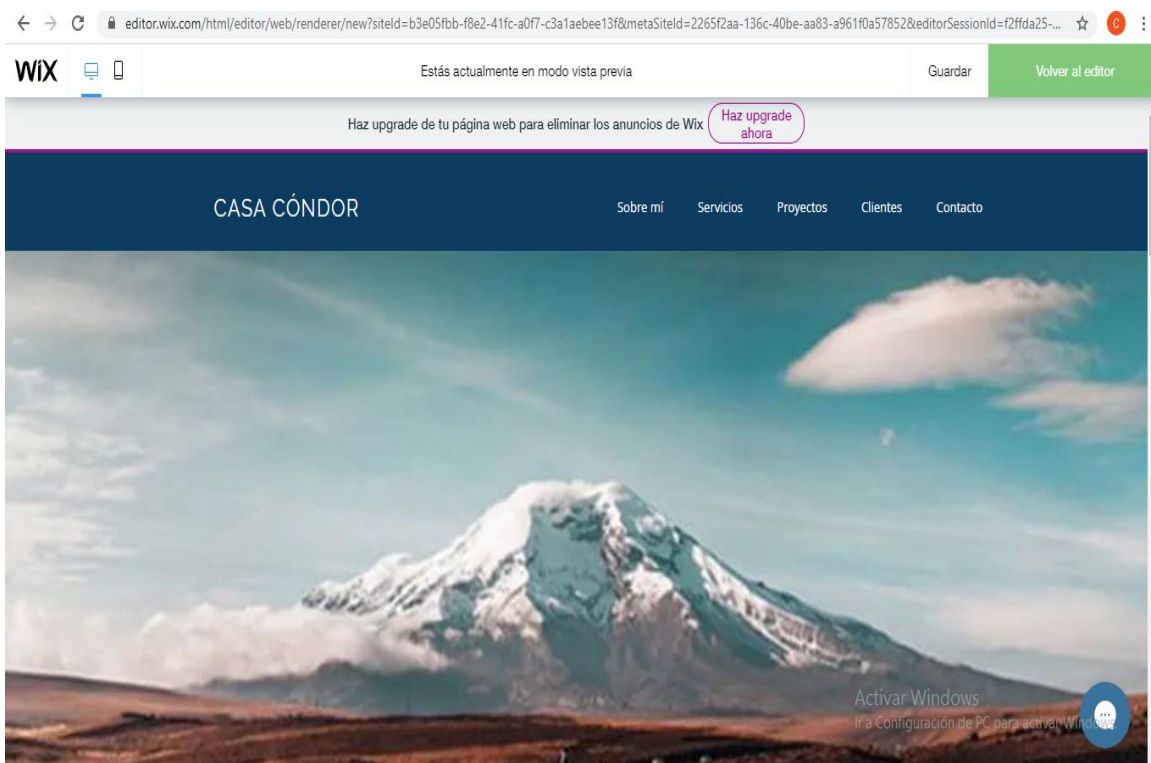 editor.wix.com/html/editor/web/renderer/new?siteId=b3e05fbb-f8e2-41fc-a0f7-c3a1aebee13f&metaSiteId=2265f2aa-136c-40be-aa83-a961f0a57852&editorSessionId=f2ffda25-... C
WiX Estás actualmente en modo vista previa Guardar Volver al editor
Haz upgrade de tu página web para eliminar los anuncios de Wix Haz upgrade
ahora
CASA CÓNDOR Sobre mí Servicios Proyectos Clientes Contacto
Activar Windows
Ir a Configuración de PC para activar Windows